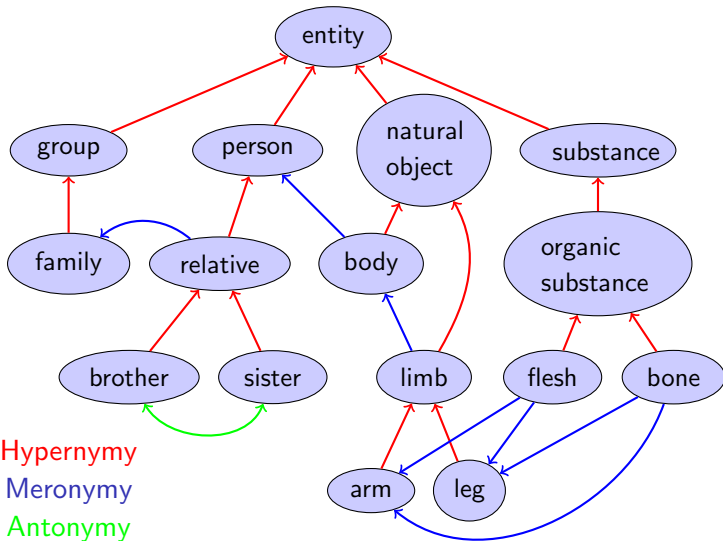 entity
group
person
natural
object
substance
family
relative
body
organic
substance
brother
sister
limb
flesh
bone
Hypernymy
Meronymy
Antonymy
arm
leg